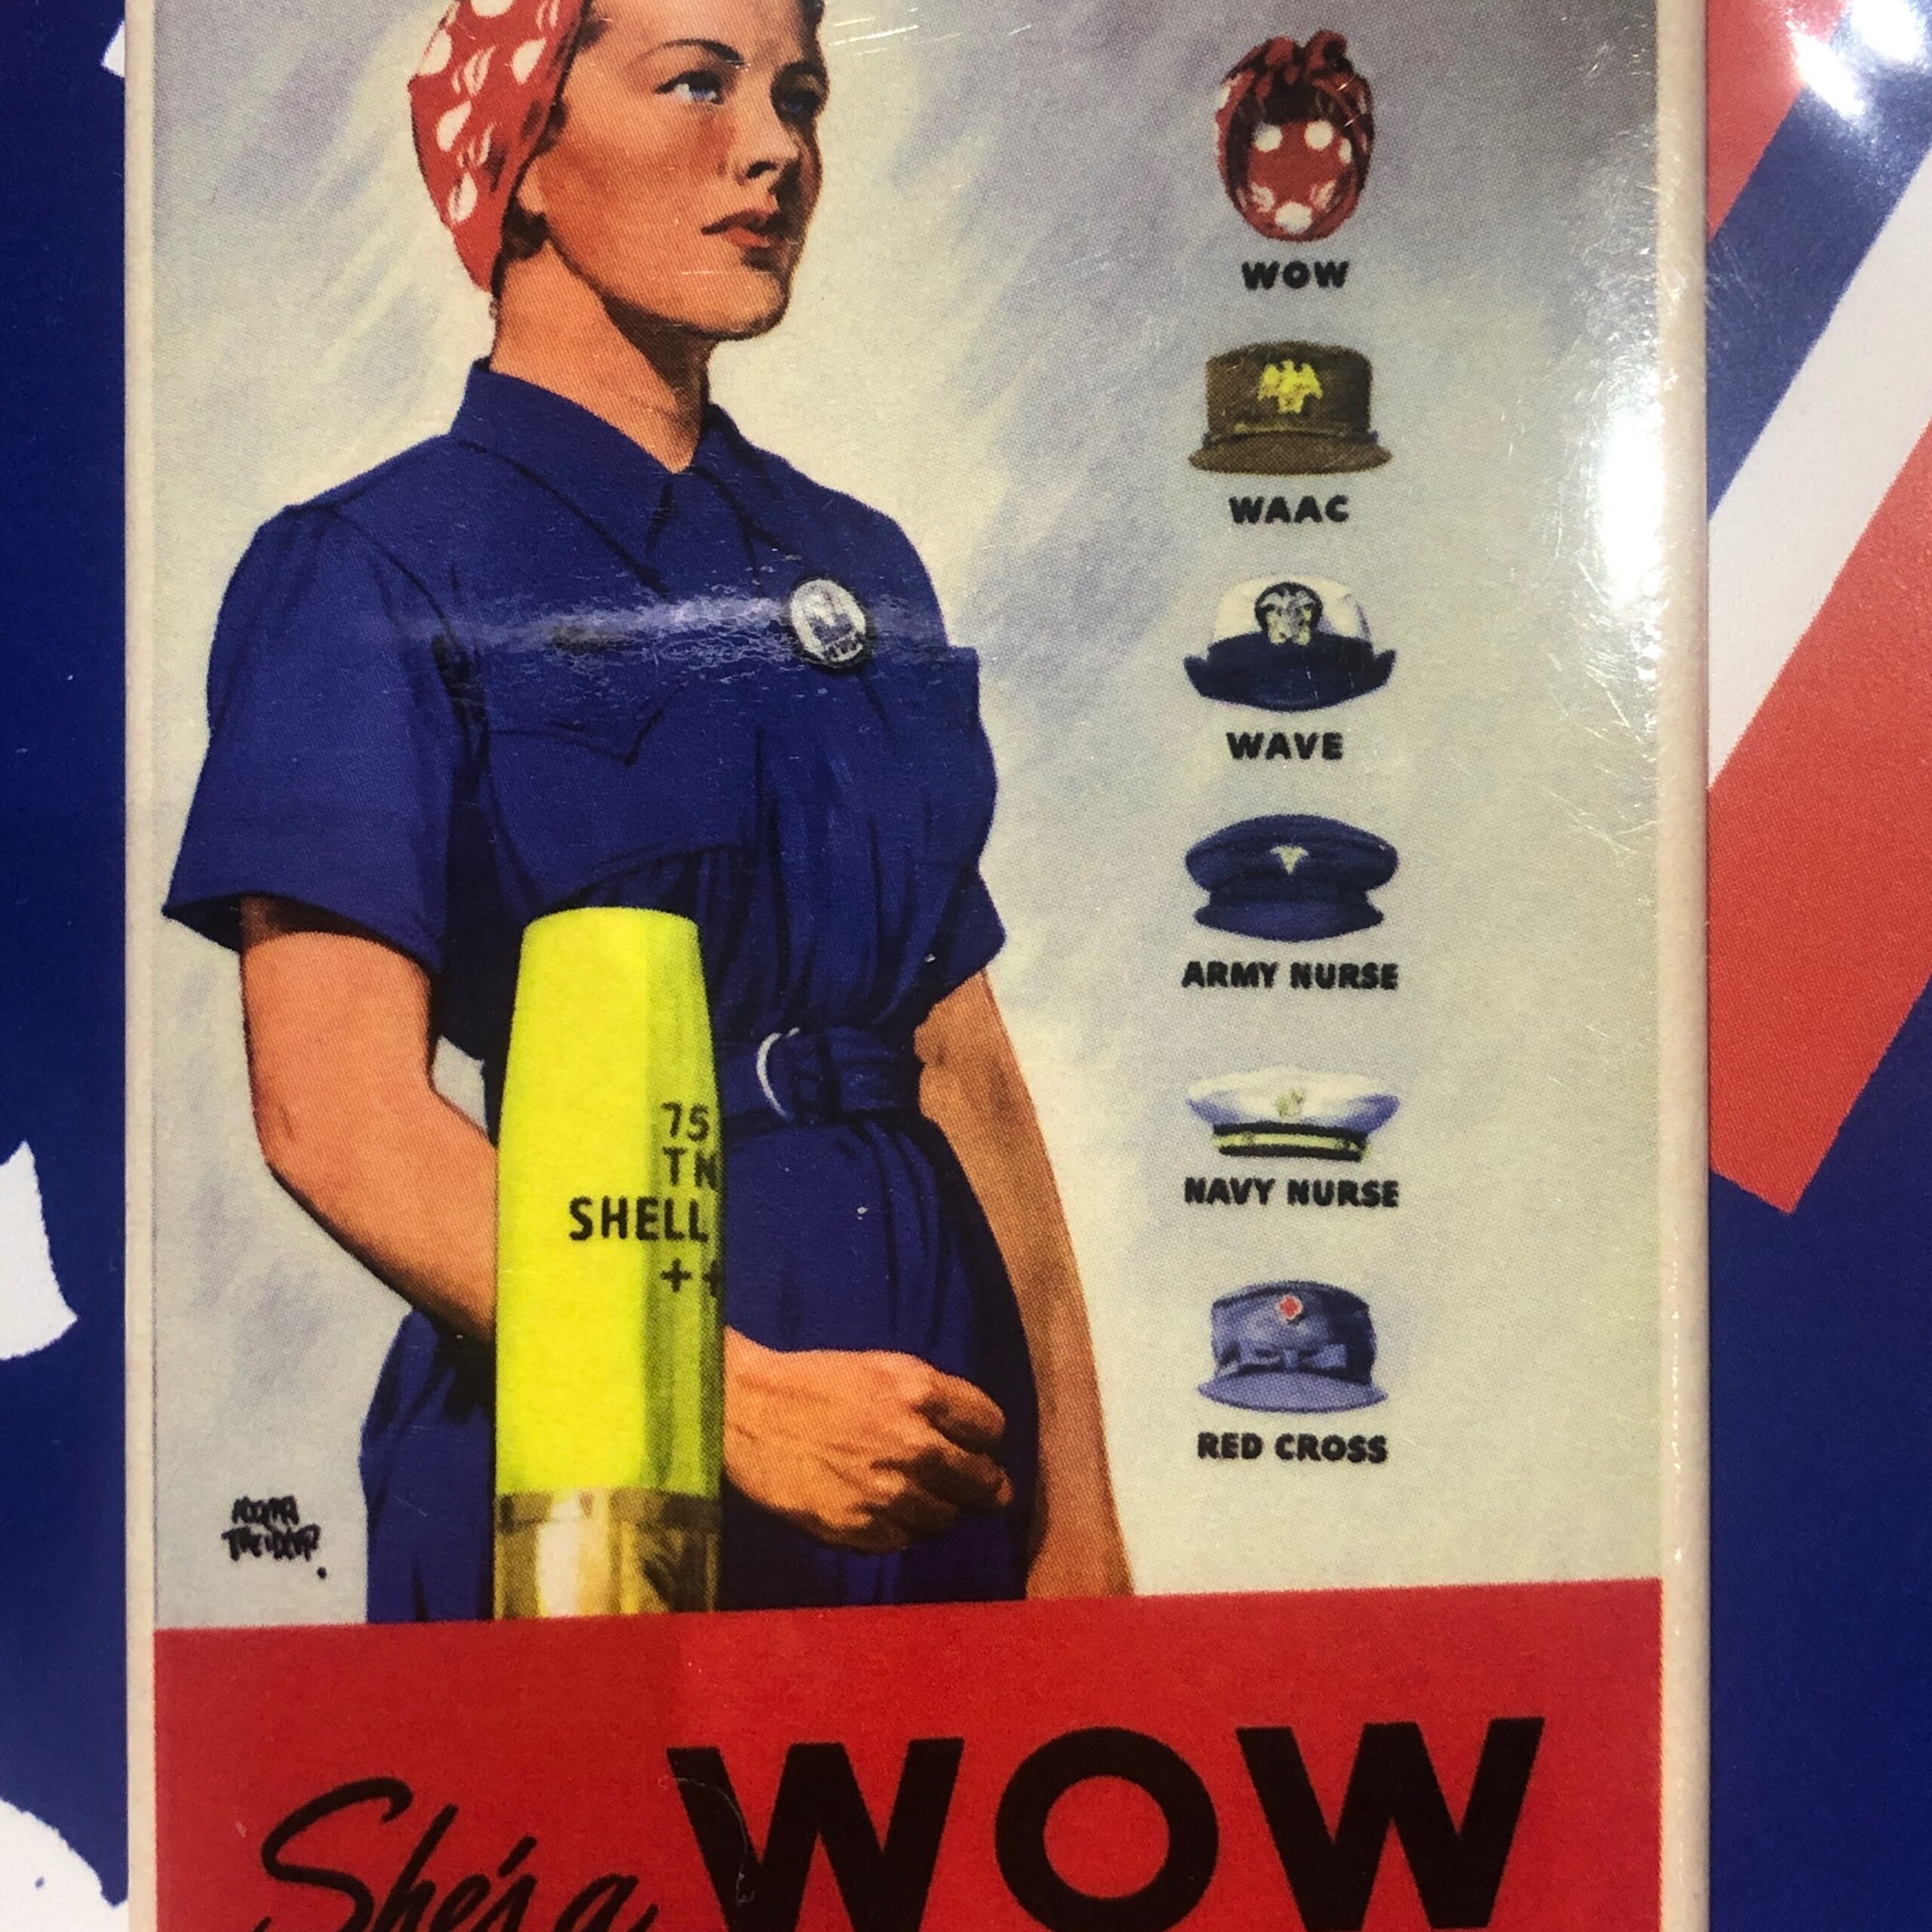 WOW
WAAC
WAVE
ARMY NURSE
NAVY NURSE
RED CROSS
75
TN
SHELL
++
She's a WOW